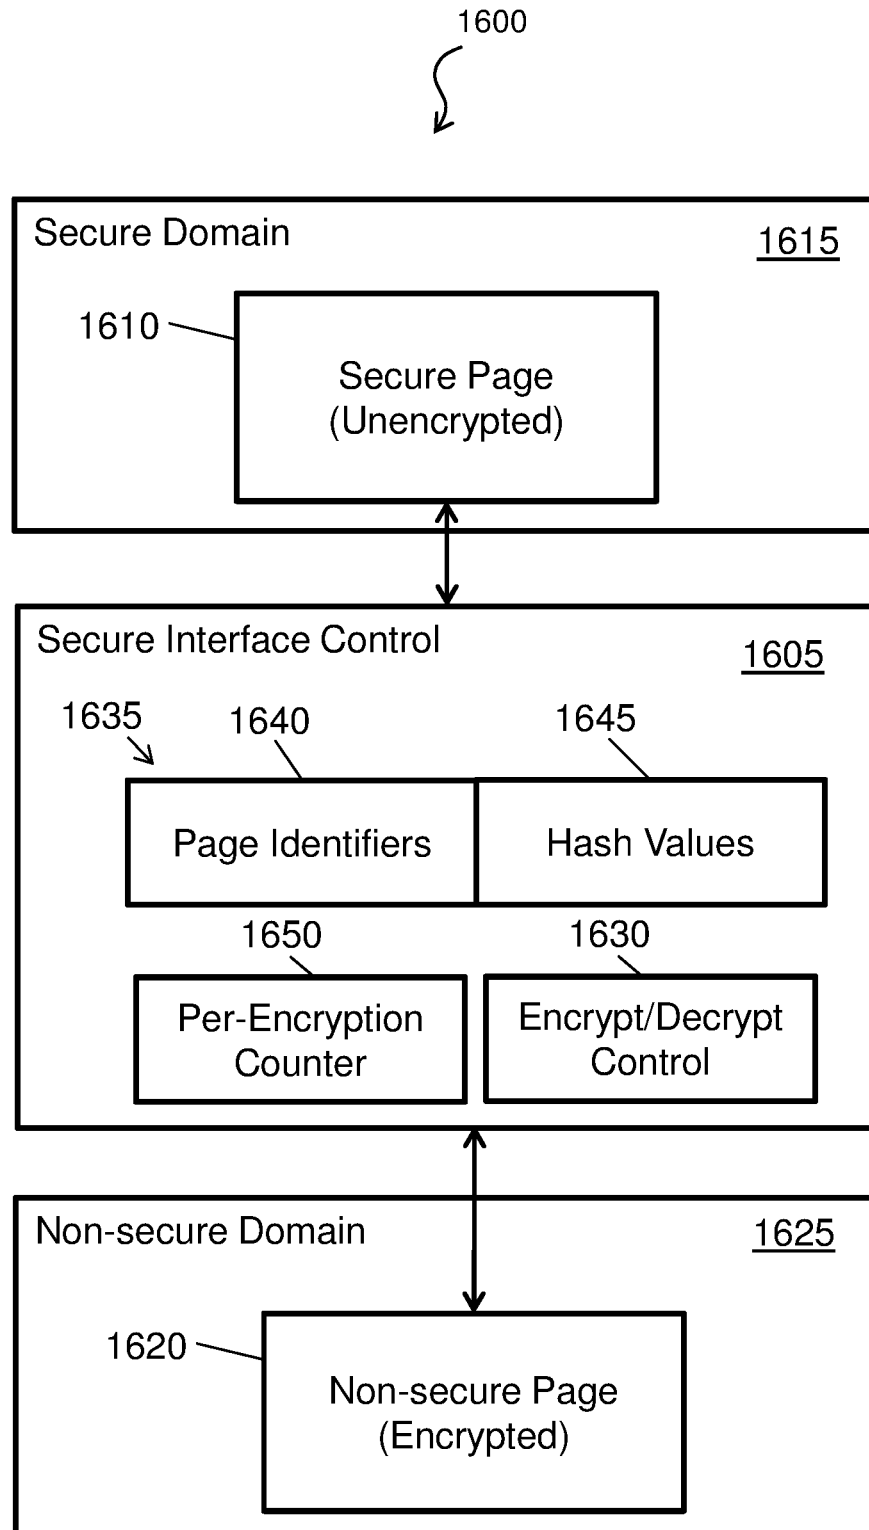 1600
Secure Domain
1615
1610
Secure Page
(Unencrypted)
Secure Interface Control
1605
1635
1640
1645
Page Identifiers
Hash Values
1650
1630
Per-Encryption
Counter
Encrypt/Decrypt
Control
Non-secure Domain
1625
1620
Non-secure Page
(Encrypted)